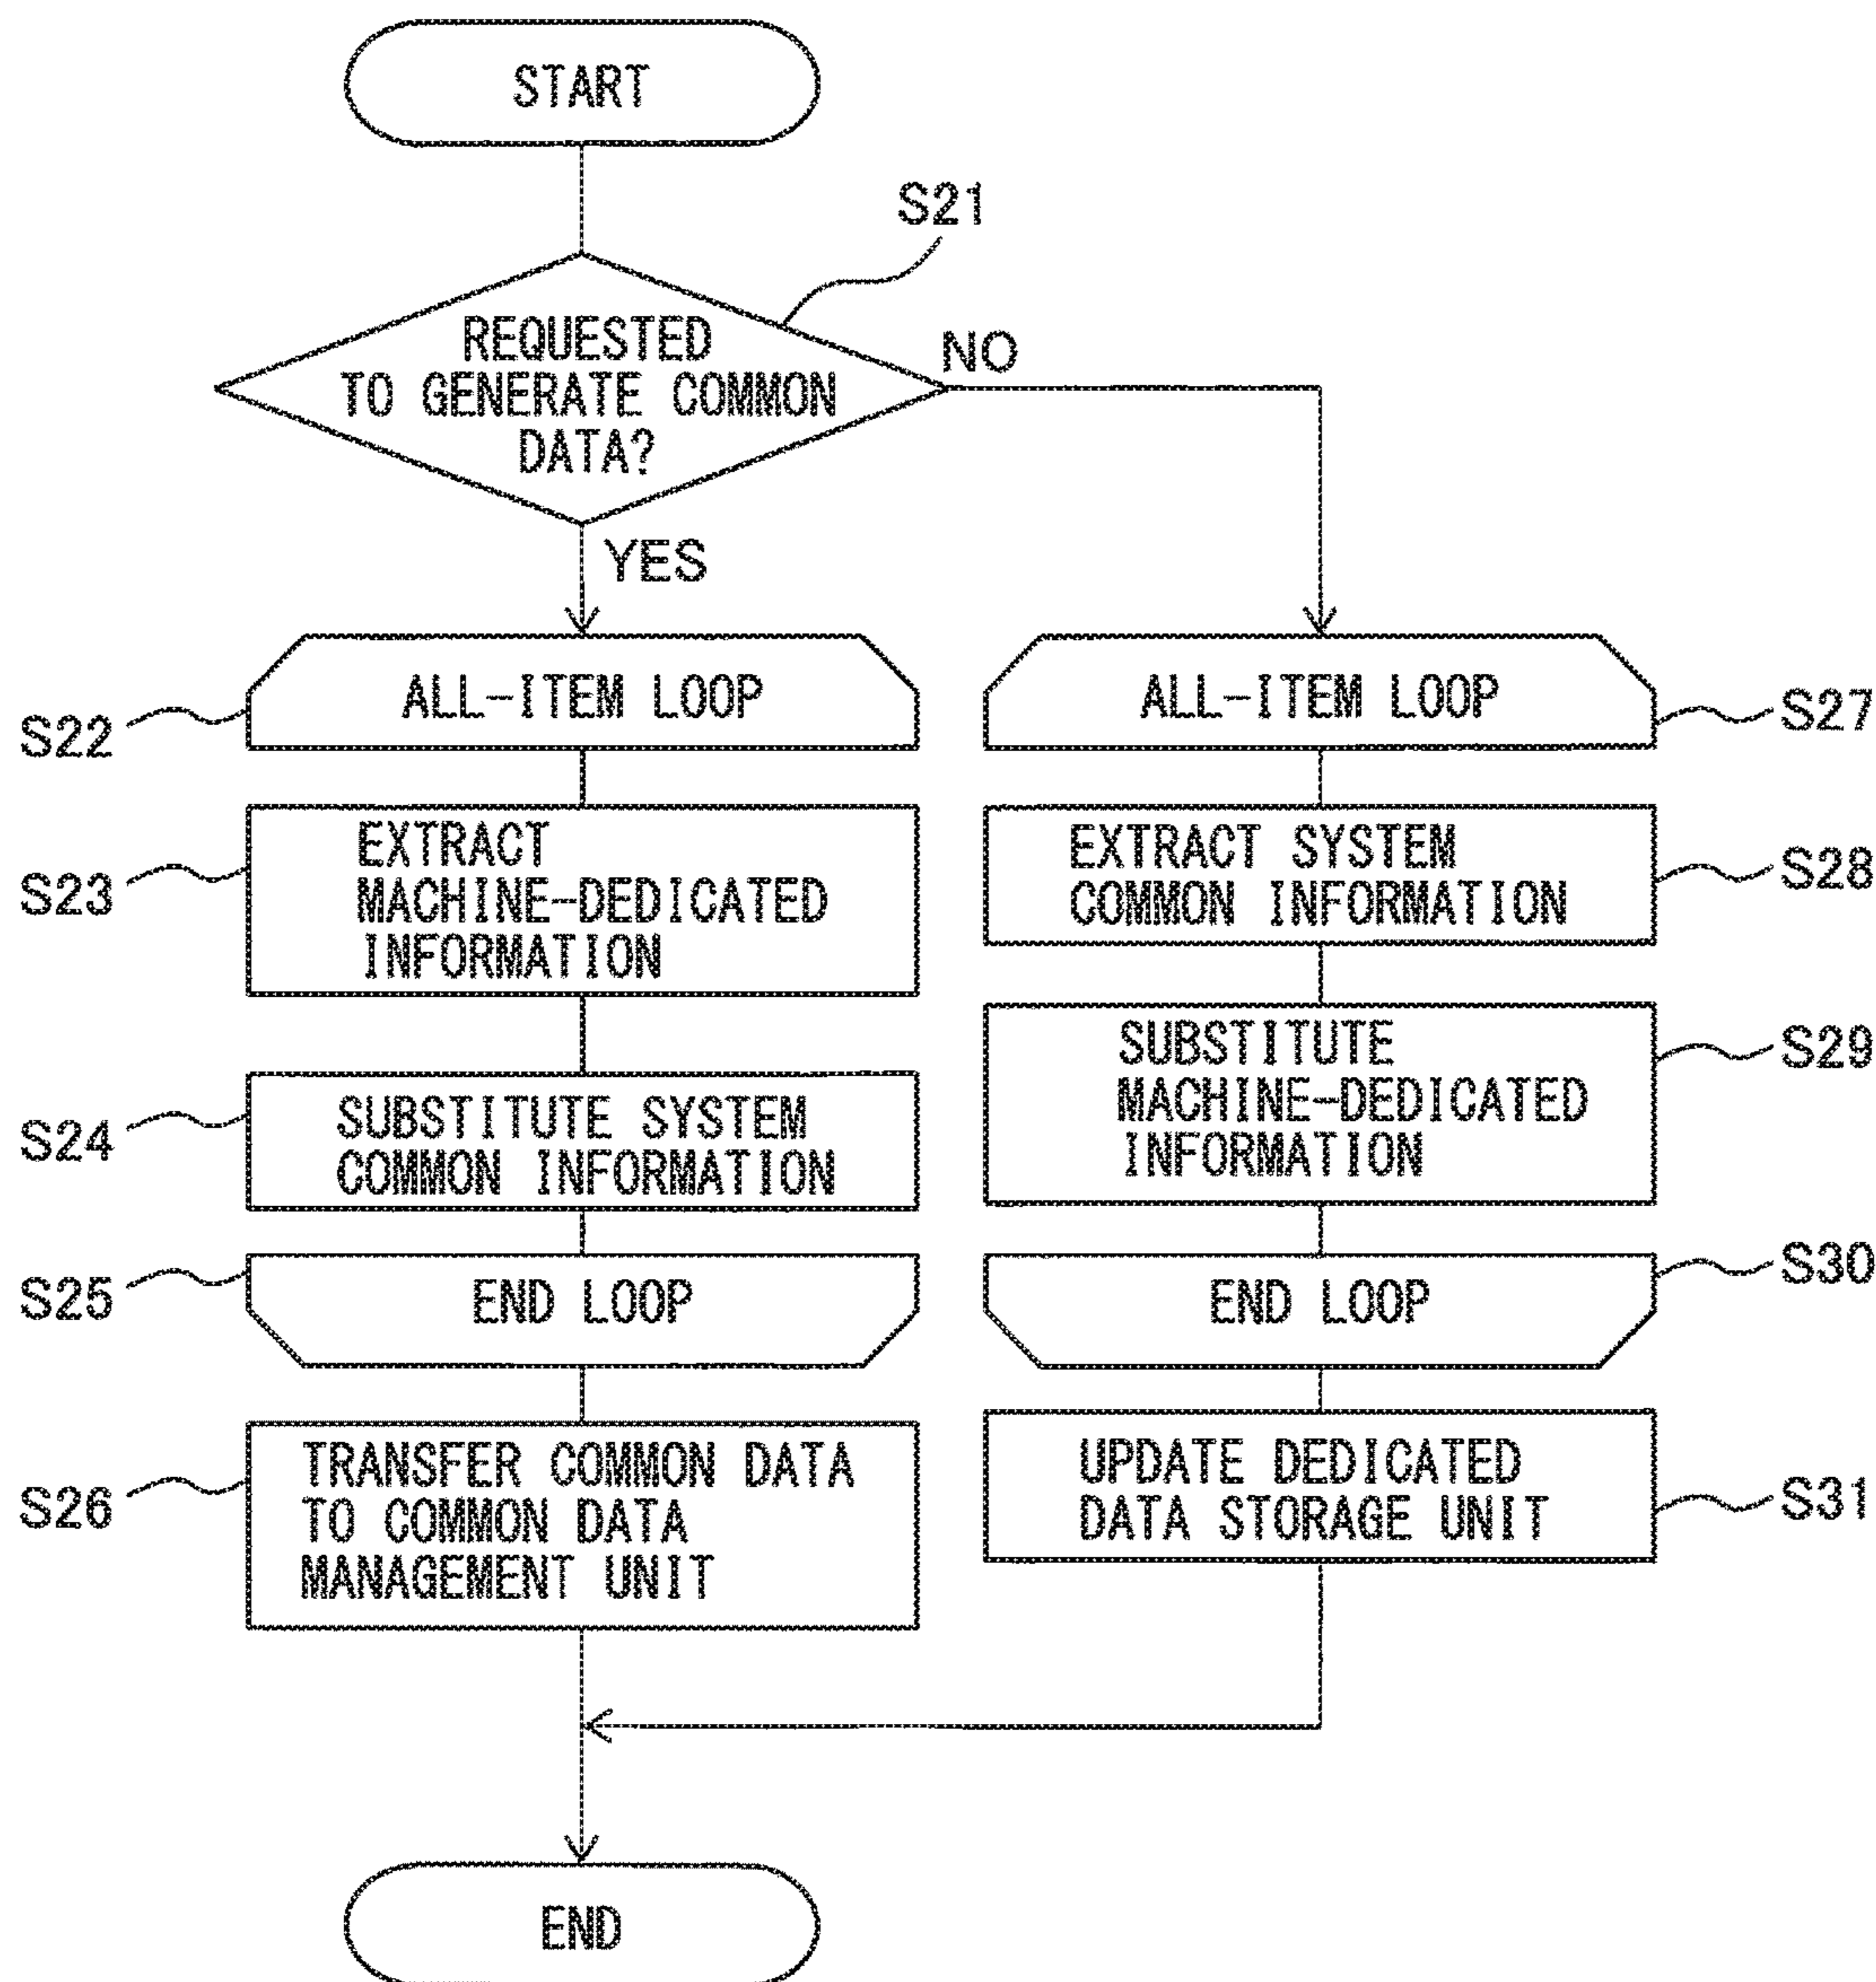 START
S21
REQUESTED
TO GENERATE COMMON
DATA?
NO
YES
S22
ALL-ITEM LOOP
S23
EXTRACT
MACHINE-DEDICATED
INFORMATION
S24
SUBSTITUTE SYSTEM
COMMON INFORMATION
S25
END LOOP
S26
TRANSFER COMMON DATA
TO COMMON DATA
MANAGEMENT UNIT
ALL-ITEM LOOP
S27
EXTRACT SYSTEM
COMMON INFORMATION
S28
SUBSTITUTE
MACHINE-DEDICATED
INFORMATION
S29
END LOOP
S30
UPDATE DEDICATED
DATA STORAGE UNIT
S31
END